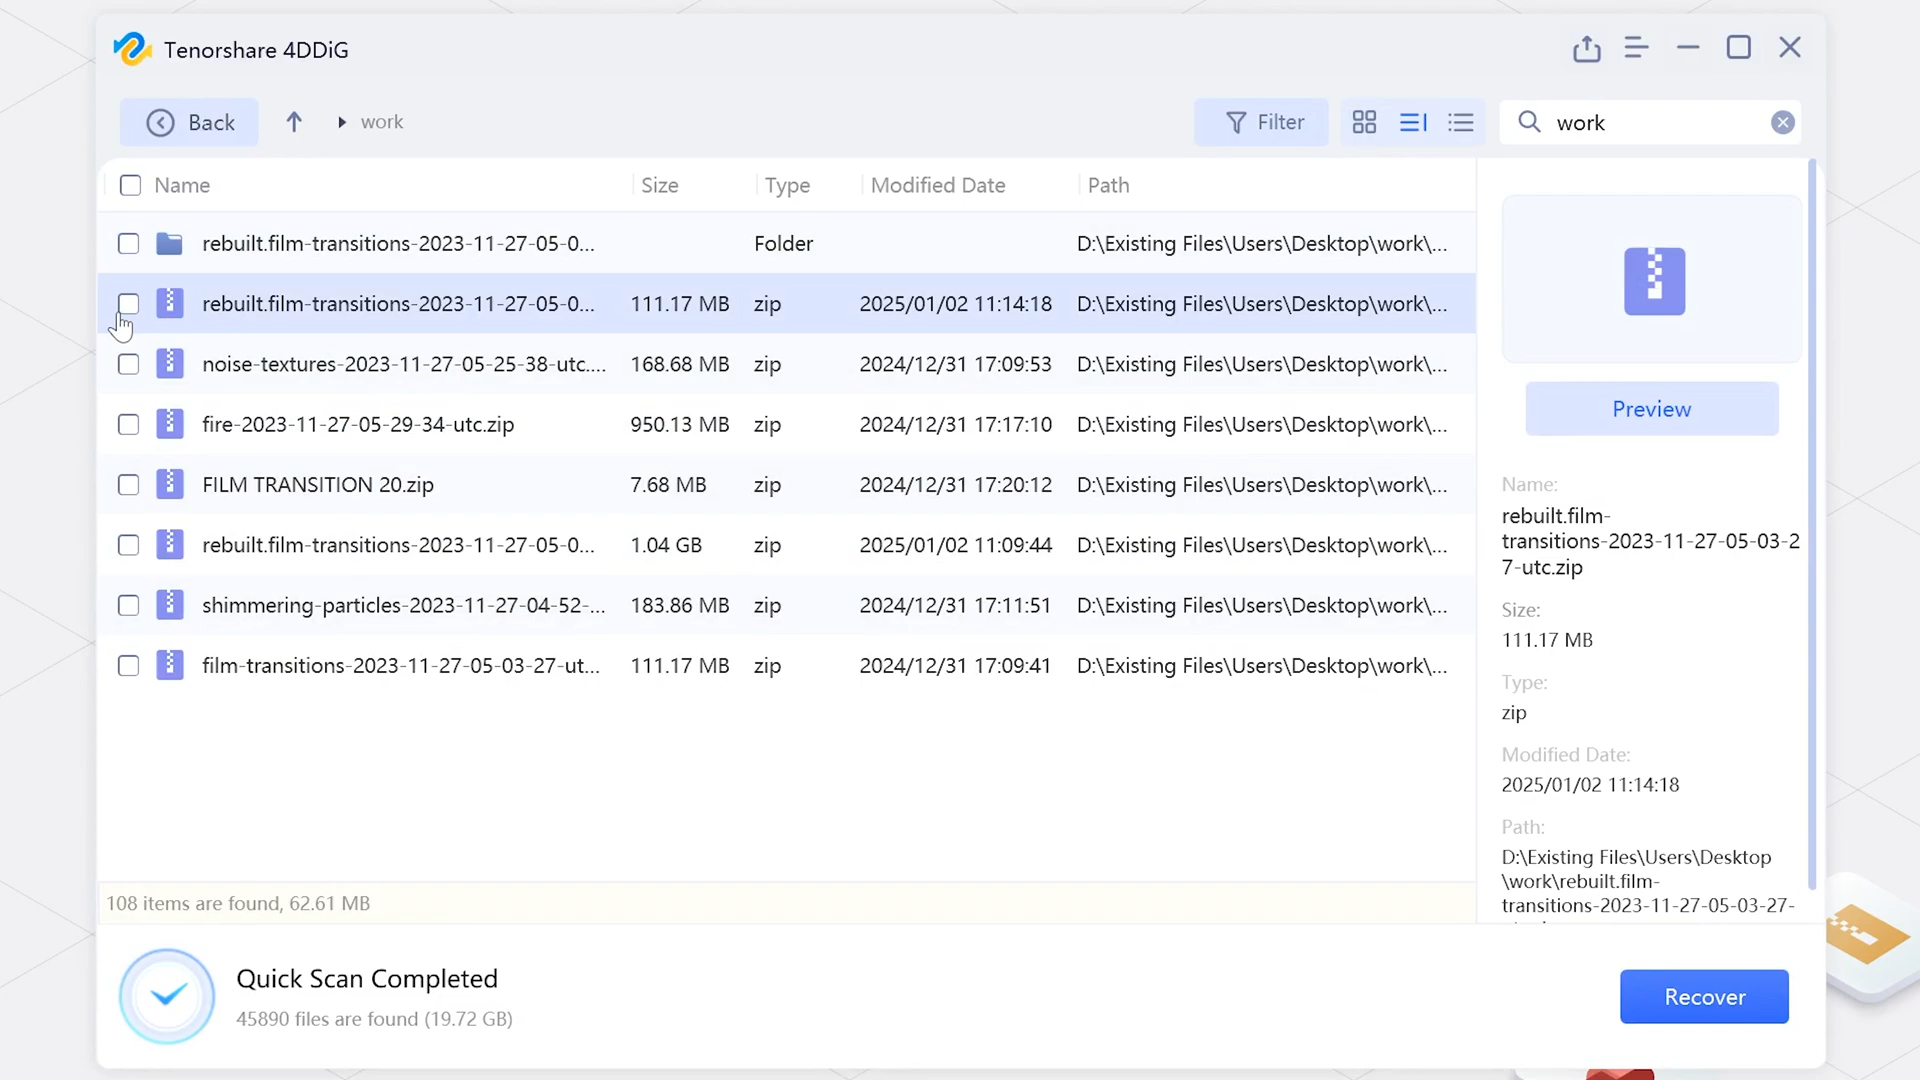 Tenorshare 4DDiG
Back
work
Filter
work
Name Size Type Modified Date Path
rebuilt.film-transitions-2023-11-27-05-0... Folder D:\Existing Files\Users\Desktop\work\...
rebuilt.film-transitions-2023-11-27-05-0... 111.17 MB zip 2025/01/02 11:14:18 D:\Existing Files\Users\Desktop\work\...
noise-textures-2023-11-27-05-25-38-utc.... 168.68 MB zip 2024/12/31 17:09:53 D:\Existing Files\Users\Desktop\work\...
fire-2023-11-27-05-29-34-utc.zip 950.13 MB zip 2024/12/31 17:17:10 D:\Existing Files\Users\Desktop\work\...
FILM TRANSITION 20.zip 7.68 MB zip 2024/12/31 17:20:12 D:\Existing Files\Users\Desktop\work\...
rebuilt.film-transitions-2023-11-27-05-0... 1.04 GB zip 2025/01/02 11:09:44 D:\Existing Files\Users\Desktop\work\...
shimmering-particles-2023-11-27-04-52-... 183.86 MB zip 2024/12/31 17:11:51 D:\Existing Files\Users\Desktop\work\...
film-transitions-2023-11-27-05-03-27-ut... 111.17 MB zip 2024/12/31 17:09:41 D:\Existing Files\Users\Desktop\work\...
108 items are found, 62.61 MB
Preview
Name:
rebuilt.film-
transitions-2023-11-27-05-03-2
7-utc.zip
Size:
111.17 MB
Type:
zip
Modified Date:
2025/01/02 11:14:18
Path:
D:\Existing Files\Users\Desktop
\work\rebuilt.film-
transitions-2023-11-27-05-03-27-
Quick Scan Completed
45890 files are found (19.72 GB)
Recover